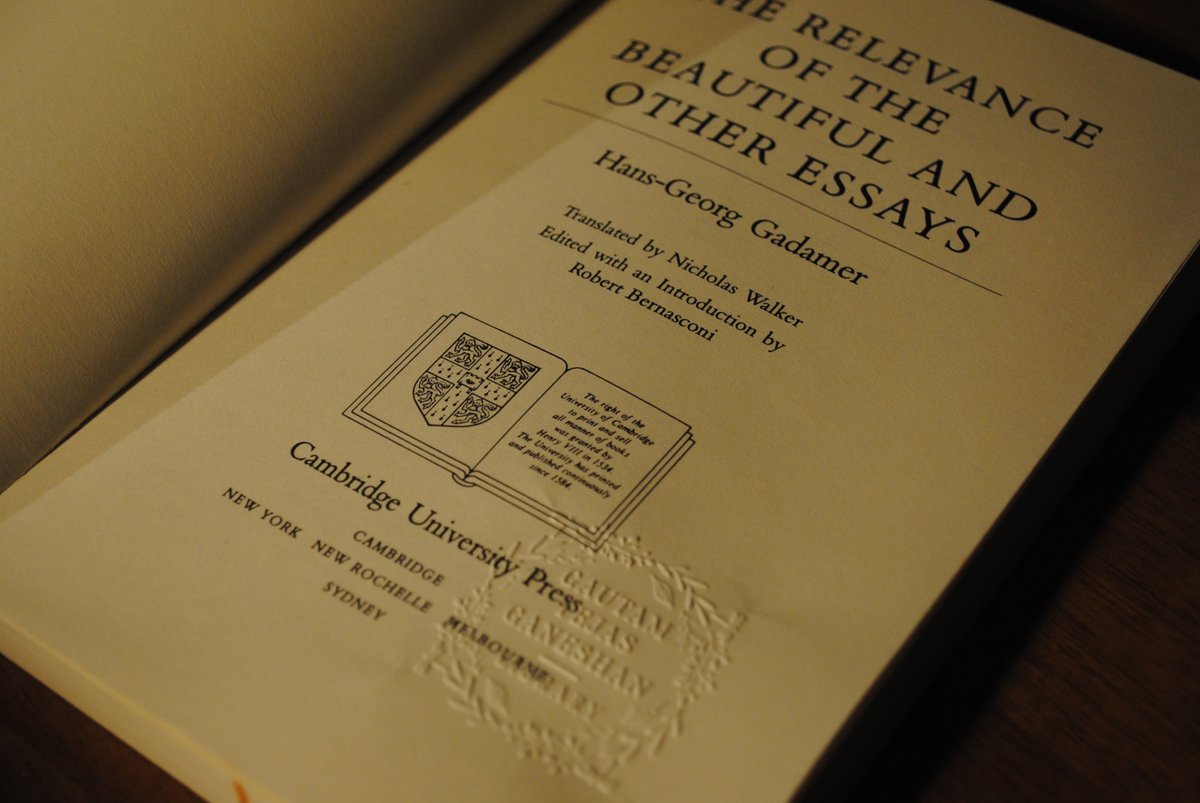 THE RELEVANCE
OF THE
BEAUTIFUL AND
OTHER ESSAYS
Hans-Georg Gadamer
Translated by Nicholas Walker
Edited with an Introduction by
Robert Bernasconi
The right of the
University of Cambridge
to print and sell
all manner of books
was granted by
Henry VIII in 1534.
The University has printed
and published continuously
since 1584.
Cambridge University Press
CAMBRIDGE
NEW YORK NEW ROCHELLE MELBOURNE
SYDNEY
GAUTAM
TEJAS
GANESHAN
LIBRARY